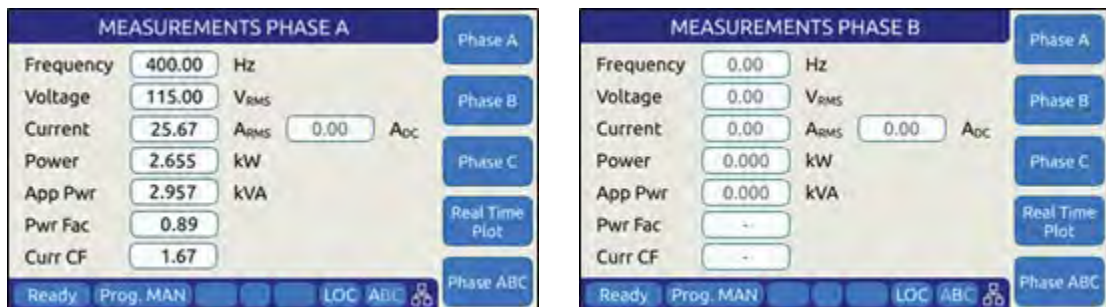 MEASUREMENTS PHASE A
Frequency 400.00 Hz
Voltage 115.00 VRMS
Current 25.67 ARMS 0.00 ADC
Power 2.655 kW
App Pwr 2.957 kVA
Pwr Fac 0.89
Curr CF 1.67
Ready Prog. MAN LOC ABC
Phase A
Phase B
Phase C
Real Time
Plot
Phase ABC
MEASUREMENTS PHASE B
Frequency 0.00 Hz
Voltage 0.00 VRMS
Current 0.00 ARMS 0.00 ADC
Power 0.000 kW
App Pwr 0.000 kVA
Pwr Fac -
Curr CF -
Ready Prog. MAN LOC ABC
Phase A
Phase B
Phase C
Real Time
Plot
Phase ABC